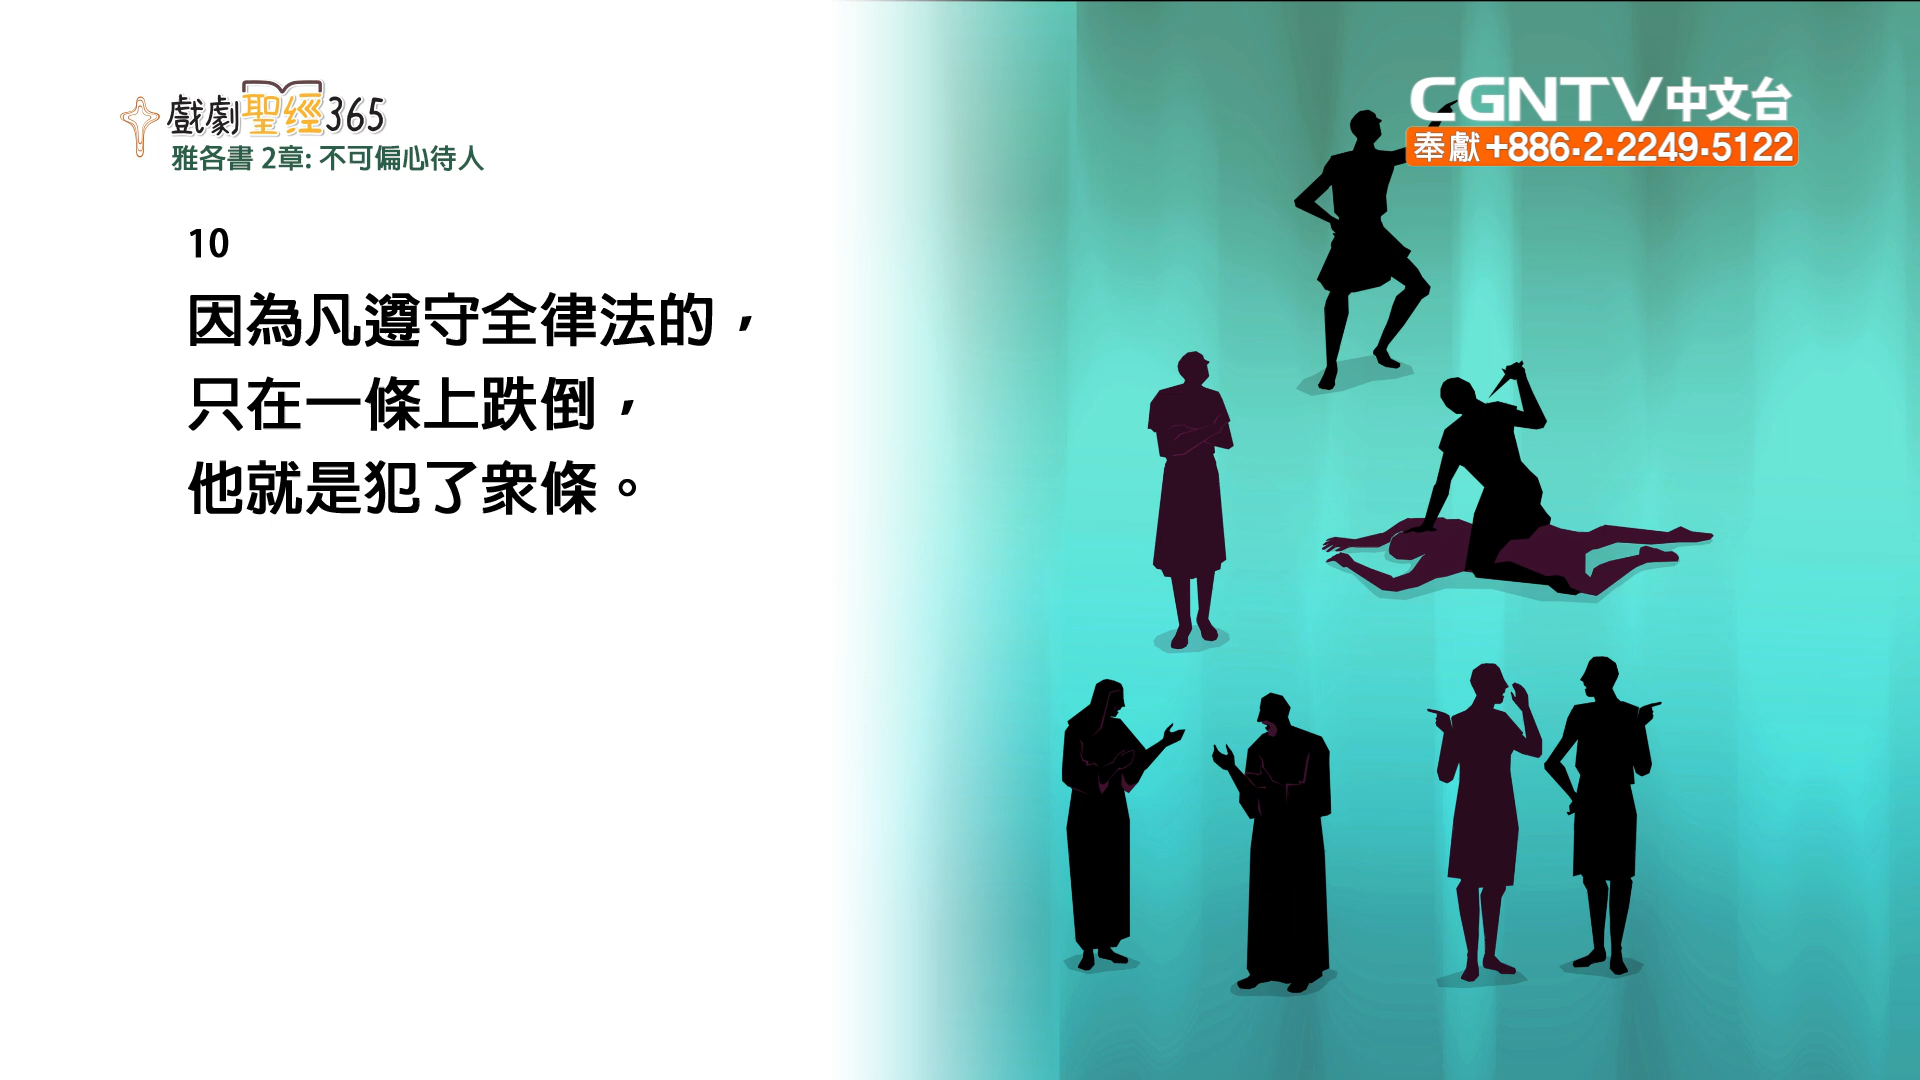 戲劇聖經365
雅各書 2章: 不可偏心待人
CGNTV中文台
奉獻 +886·2·2249·5122
10
因為凡遵守全律法的，
只在一條上跌倒，
他就是犯了眾條。